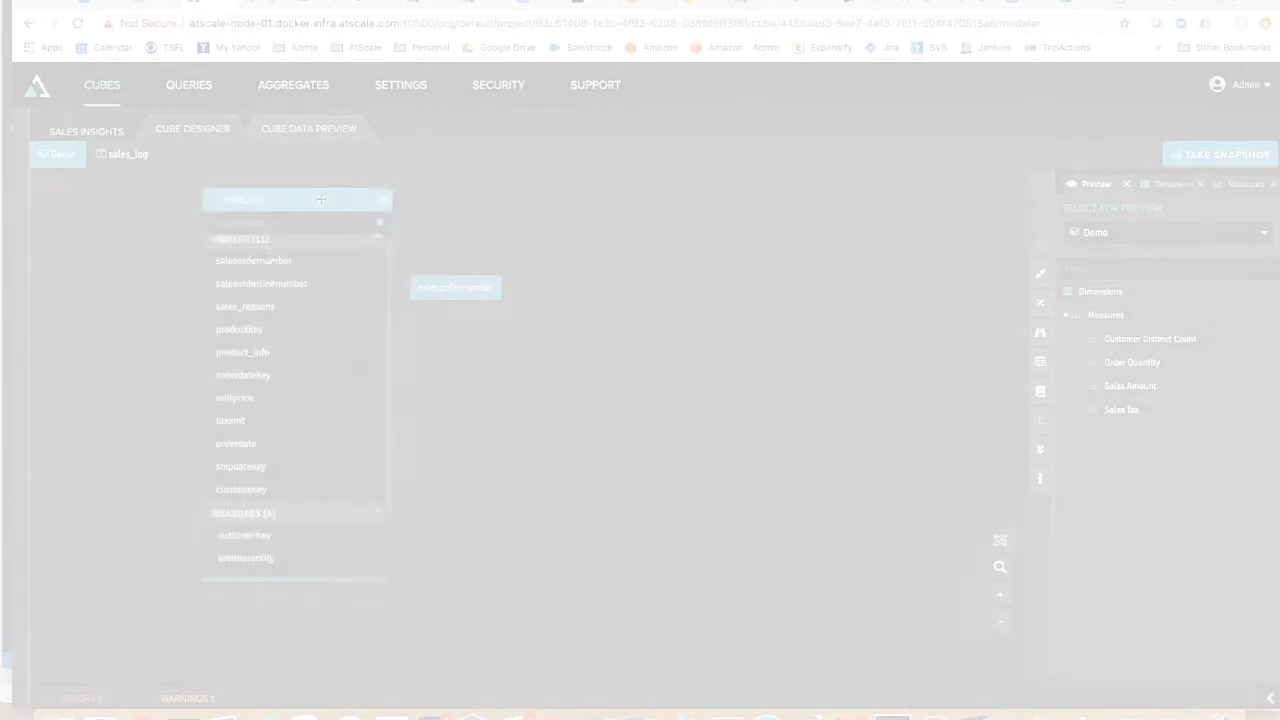 Not Secure atscale-node-01.docker.infra.atscale.com:10500/org/default/project/93c61408-1e3c-4f92-6208-938fd6ff3f8f/cube/445baad3-9ae7-4ef8-76f1-d04f470515a6/modeler
Apps Calendar TSFL My Yahoo! Admin AtScale Personal Google Drive Salesforce Amazon Amazon - Admin Expensify Jira SVB Jenkins TripActions » Other Bookmarks
CUBES QUERIES AGGREGATES SETTINGS SECURITY SUPPORT Admin
SALES INSIGHTS CUBE DESIGNER CUBE DATA PREVIEW
Demo sales_log TAKE SNAPSHOT
Preview Dimension Measures
SELECT FOR PREVIEW
Demo
salesordernumber
salesorderlinenumber
sales_reasons
productkey
product_info
orderdatekey
unitprice
taxamt
orderdate
shipdatekey
currencykey
MEASURES
customerkey
salesordernumber
Dimensions
Measures
Customer Distinct Count
Order Quantity
Sales Amount
Sales Tax
ERRORS 1 WARNINGS 1